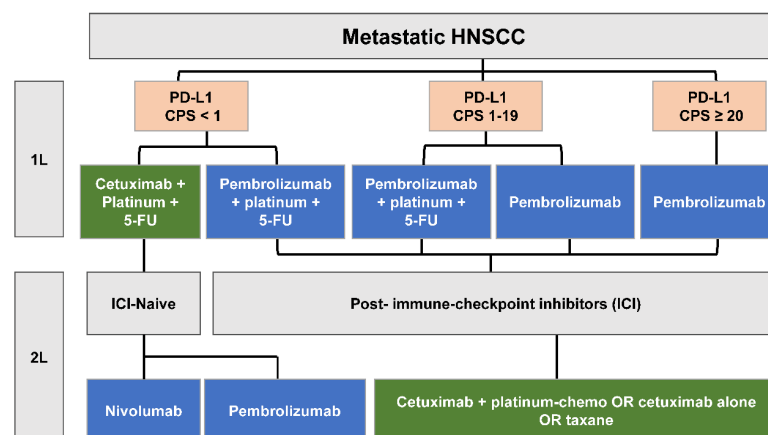 Metastatic HNSCC
1L
PD-L1
CPS < 1
PD-L1
CPS 1-19
PD-L1
CPS ≥ 20
Cetuximab +
Platinum +
5-FU
Pembrolizumab
+ platinum +
5-FU
Pembrolizumab
+ platinum +
5-FU
Pembrolizumab
Pembrolizumab
2L
ICI-Naive
Post- immune-checkpoint inhibitors (ICI)
Nivolumab
Pembrolizumab
Cetuximab + platinum-chemo OR cetuximab alone
OR taxane